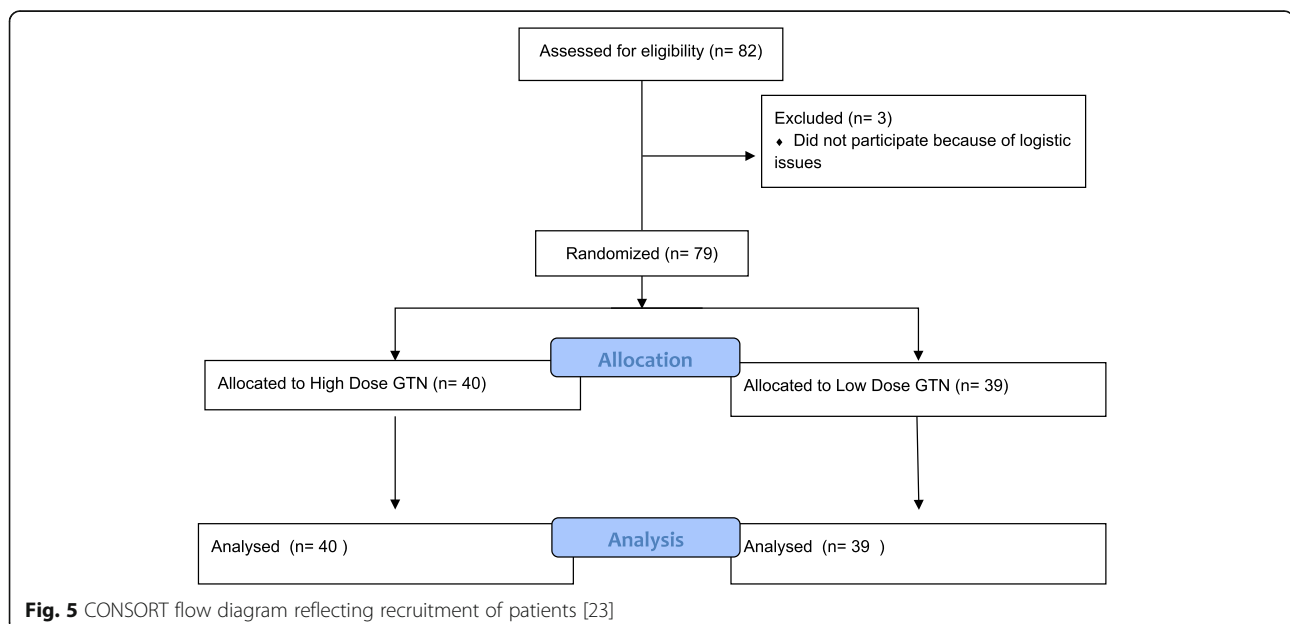 Assessed for eligibility (n= 82)
Excluded (n= 3)
♦ Did not participate because of logistic
issues
Randomized (n= 79)
Allocation
Allocated to High Dose GTN (n= 40)
Allocated to Low Dose GTN (n= 39)
Analysis
Analysed (n= 40 )
Analysed (n= 39 )
Fig. 5 CONSORT flow diagram reflecting recruitment of patients [23]